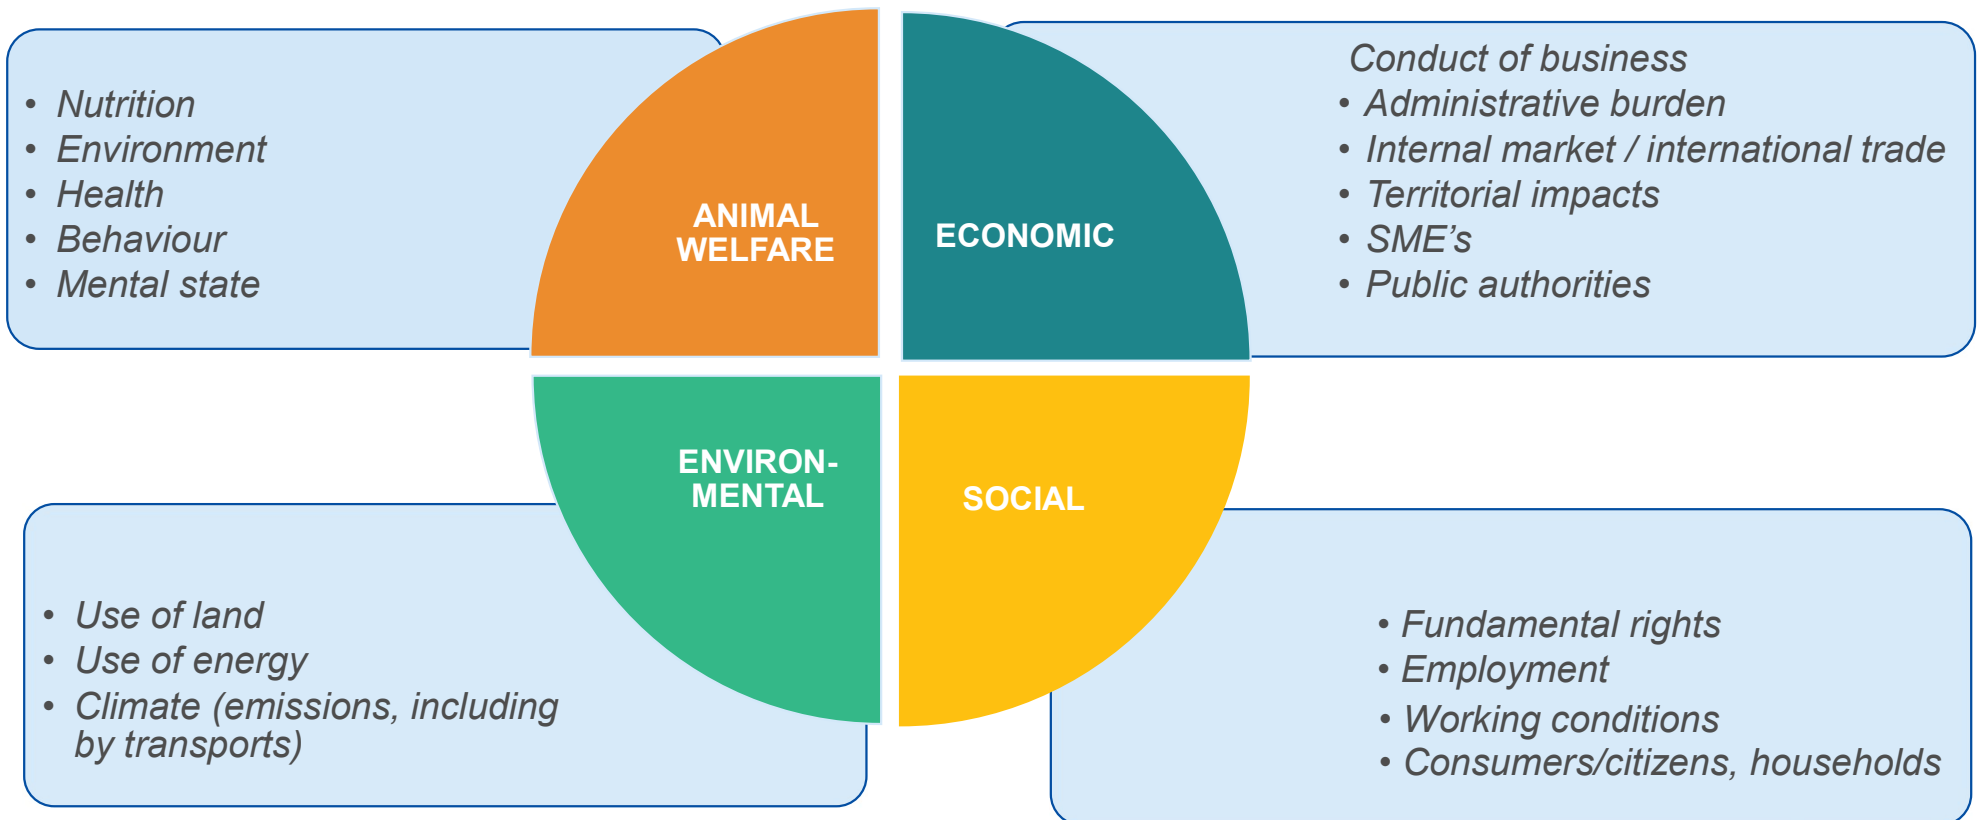 • Nutrition
• Environment
• Health
• Behaviour
• Mental state
ANIMAL
WELFARE
ECONOMIC
Conduct of business
• Administrative burden
• Internal market / international trade
• Territorial impacts
• SME’s
• Public authorities
• Use of land
• Use of energy
• Climate (emissions, including
by transports)
ENVIRON-
MENTAL
SOCIAL
• Fundamental rights
• Employment
• Working conditions
• Consumers/citizens, households